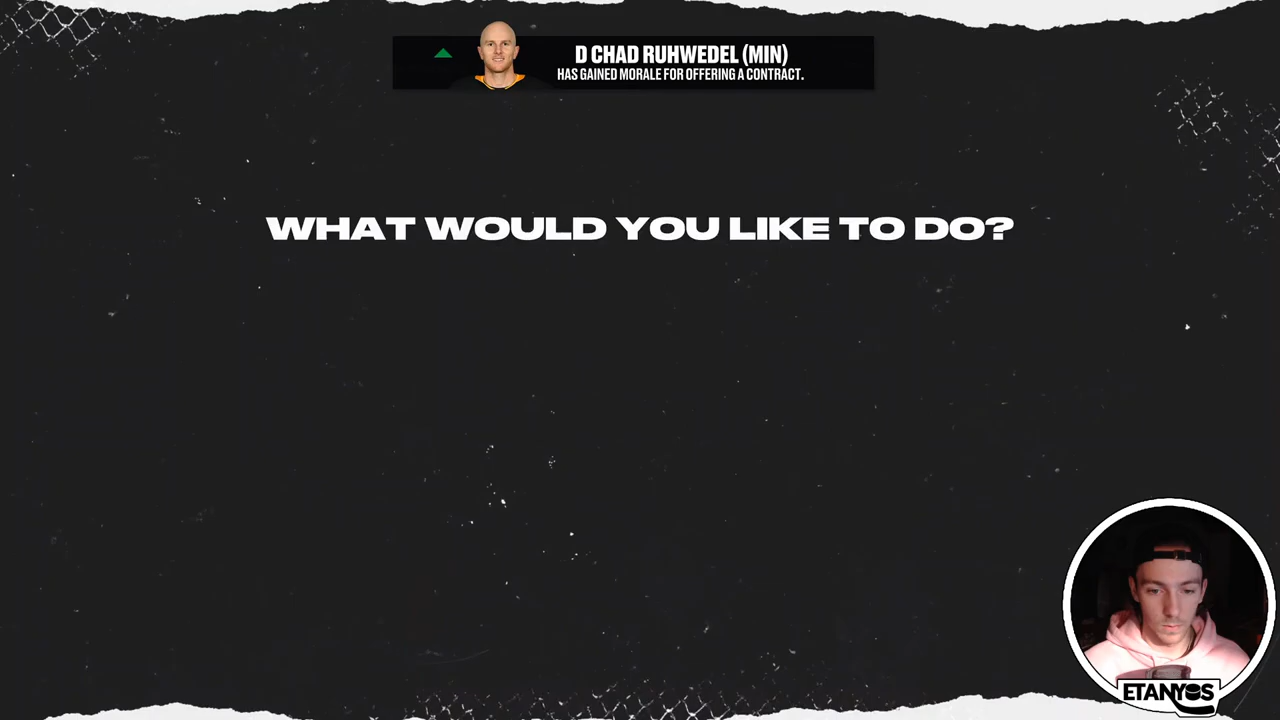 D CHAD RUHWEDEL (MIN)
HAS GAINED MORALE FOR OFFERING A CONTRACT.
WHAT WOULD YOU LIKE TO DO?
ETANYOS